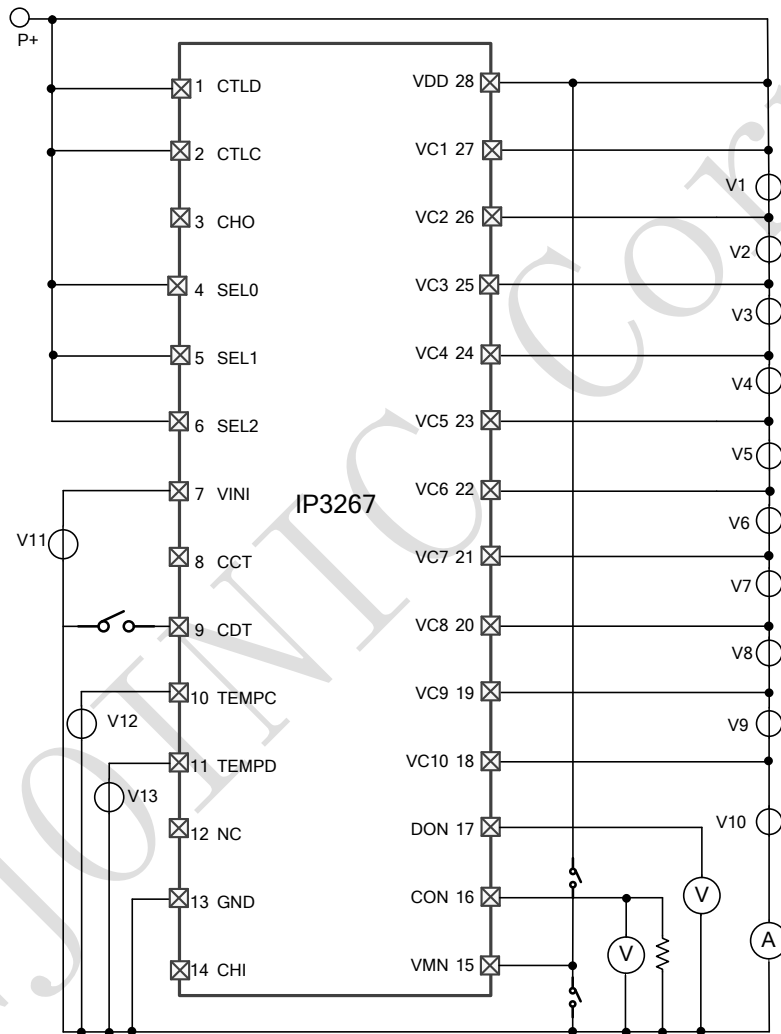 P+
1 CTLD
2 CTLC
3 CHO
4 SEL0
5 SEL1
6 SEL2
7 VINI
8 CCT
9 CDT
10 TEMPC
11 TEMPD
12 NC
13 GND
14 CHI
IP3267
VDD 28
VC1 27
VC2 26
VC3 25
VC4 24
VC5 23
VC6 22
VC7 21
VC8 20
VC9 19
VC10 18
DON 17
CON 16
VMN 15
V1
V2
V3
V4
V5
V6
V7
V8
V9
V10
V11
V12
V13
V
V
A
JOINIC Cor